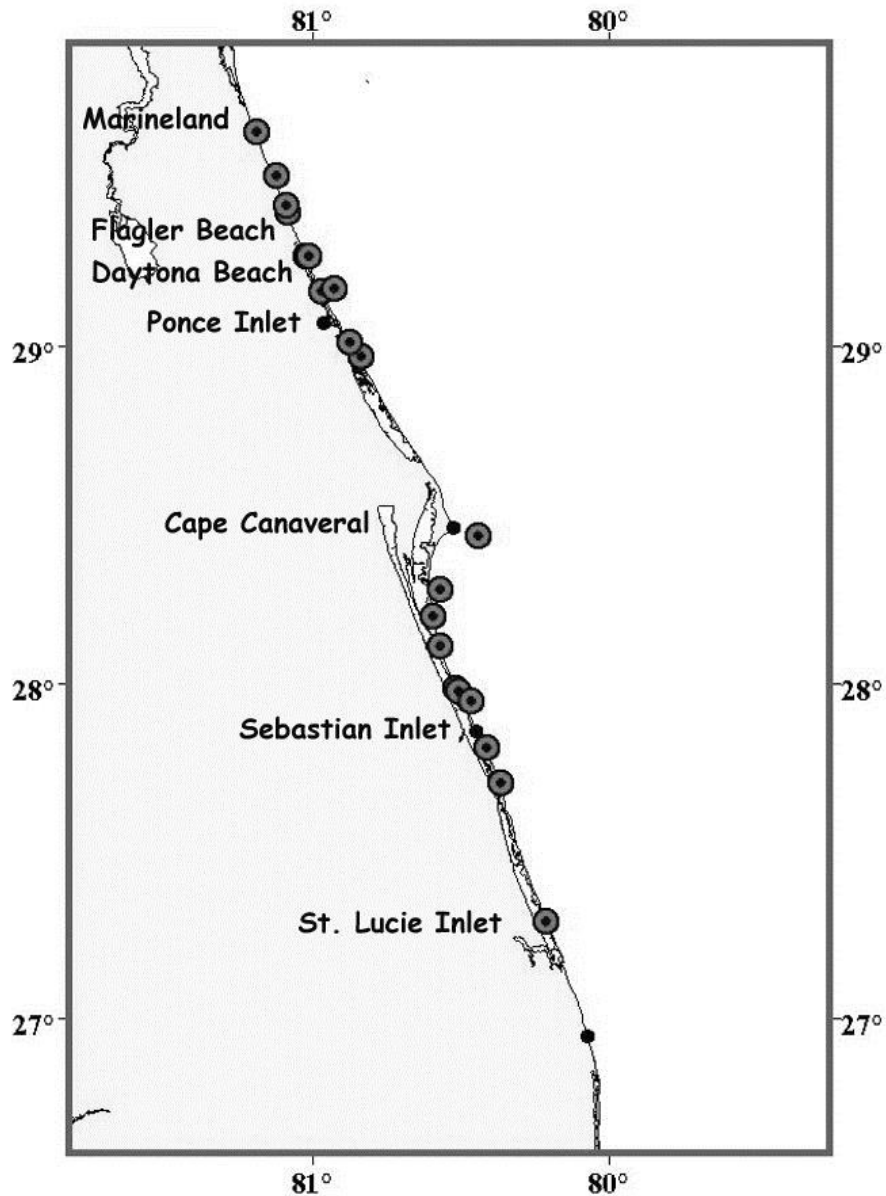 81° 80°
Marineland
Flagler Beach
Daytona Beach
Ponce Inlet
29° 29°
Cape Canaveral
28° 28°
Sebastian Inlet
St. Lucie Inlet
27° 27°
81° 80°